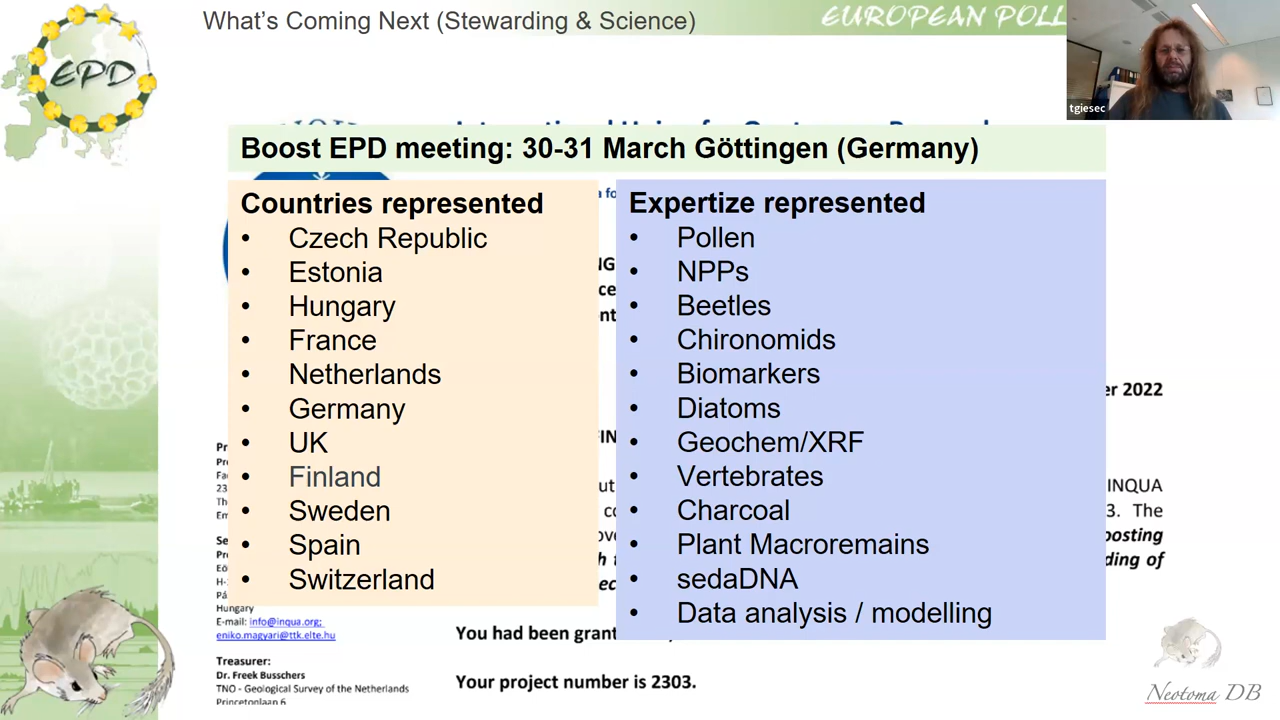 What's Coming Next (Stewarding & Science)
EUROPEAN POLL
EPD
tgiesec
Boost EPD meeting: 30-31 March Göttingen (Germany)
Countries represented
• Czech Republic
• Estonia
• Hungary
• France
• Netherlands
• Germany
• UK
• Finland
• Sweden
• Spain
• Switzerland
Expertize represented
• Pollen
• NPPs
• Beetles
• Chironomids
• Biomarkers
• Diatoms
• Geochem/XRF
• Vertebrates
• Charcoal
• Plant Macroremains
• sedaDNA
• Data analysis / modelling
er 2022
INQUA
3. The
osting
ding of
Hungary
E-mail: info@inqua.org;
eniko.magyari@ttk.elte.hu
Treasurer:
Dr. Freek Busschers
TNO - Geological Survey of the Netherlands
Princetonlaan 6
You had been grant
Your project number is 2303.
Neotoma DB